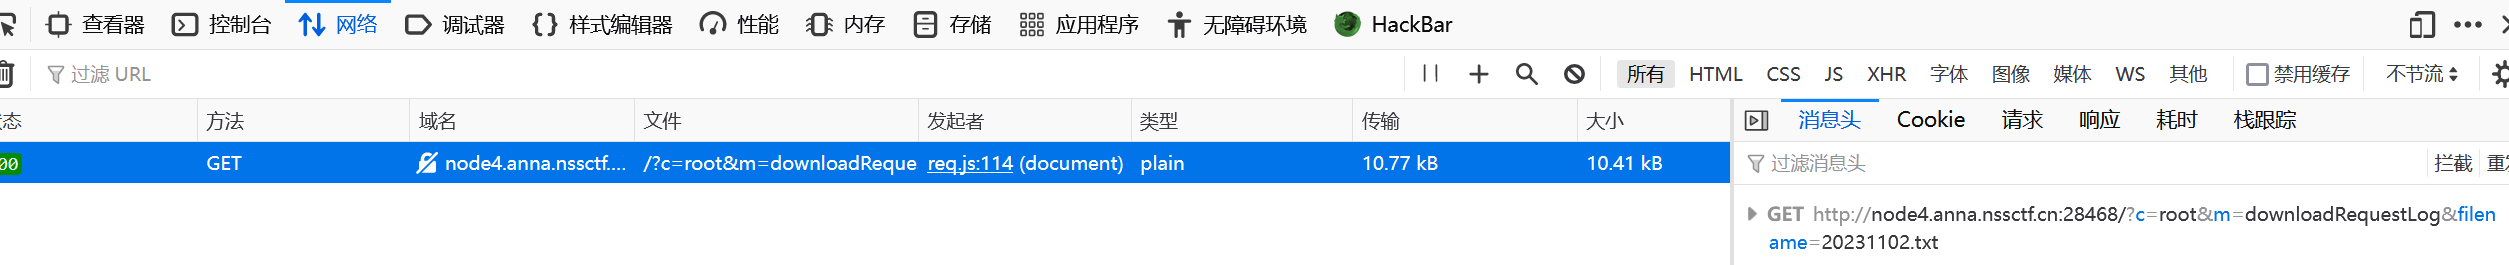 查看器 控制台 网络 调试器 {} 样式编辑器 性能 内存 存储 应用程序 无障碍环境 HackBar
过滤 URL 所有 HTML CSS JS XHR 字体 图像 媒体 WS 其他 禁用缓存 不节流
态 方法 域名 文件 发起者 类型 传输 大小 消息头 Cookie 请求 响应 耗时 栈跟踪
00 GET node4.anna.nssctf.... /?c=root&m=downloadReque req.js:114 (document) plain 10.77 kB 10.41 kB 过滤消息头 拦截 重发
GET http://node4.anna.nssctf.cn:28468/?c=root&m=downloadRequestLog&filen
ame=20231102.txt